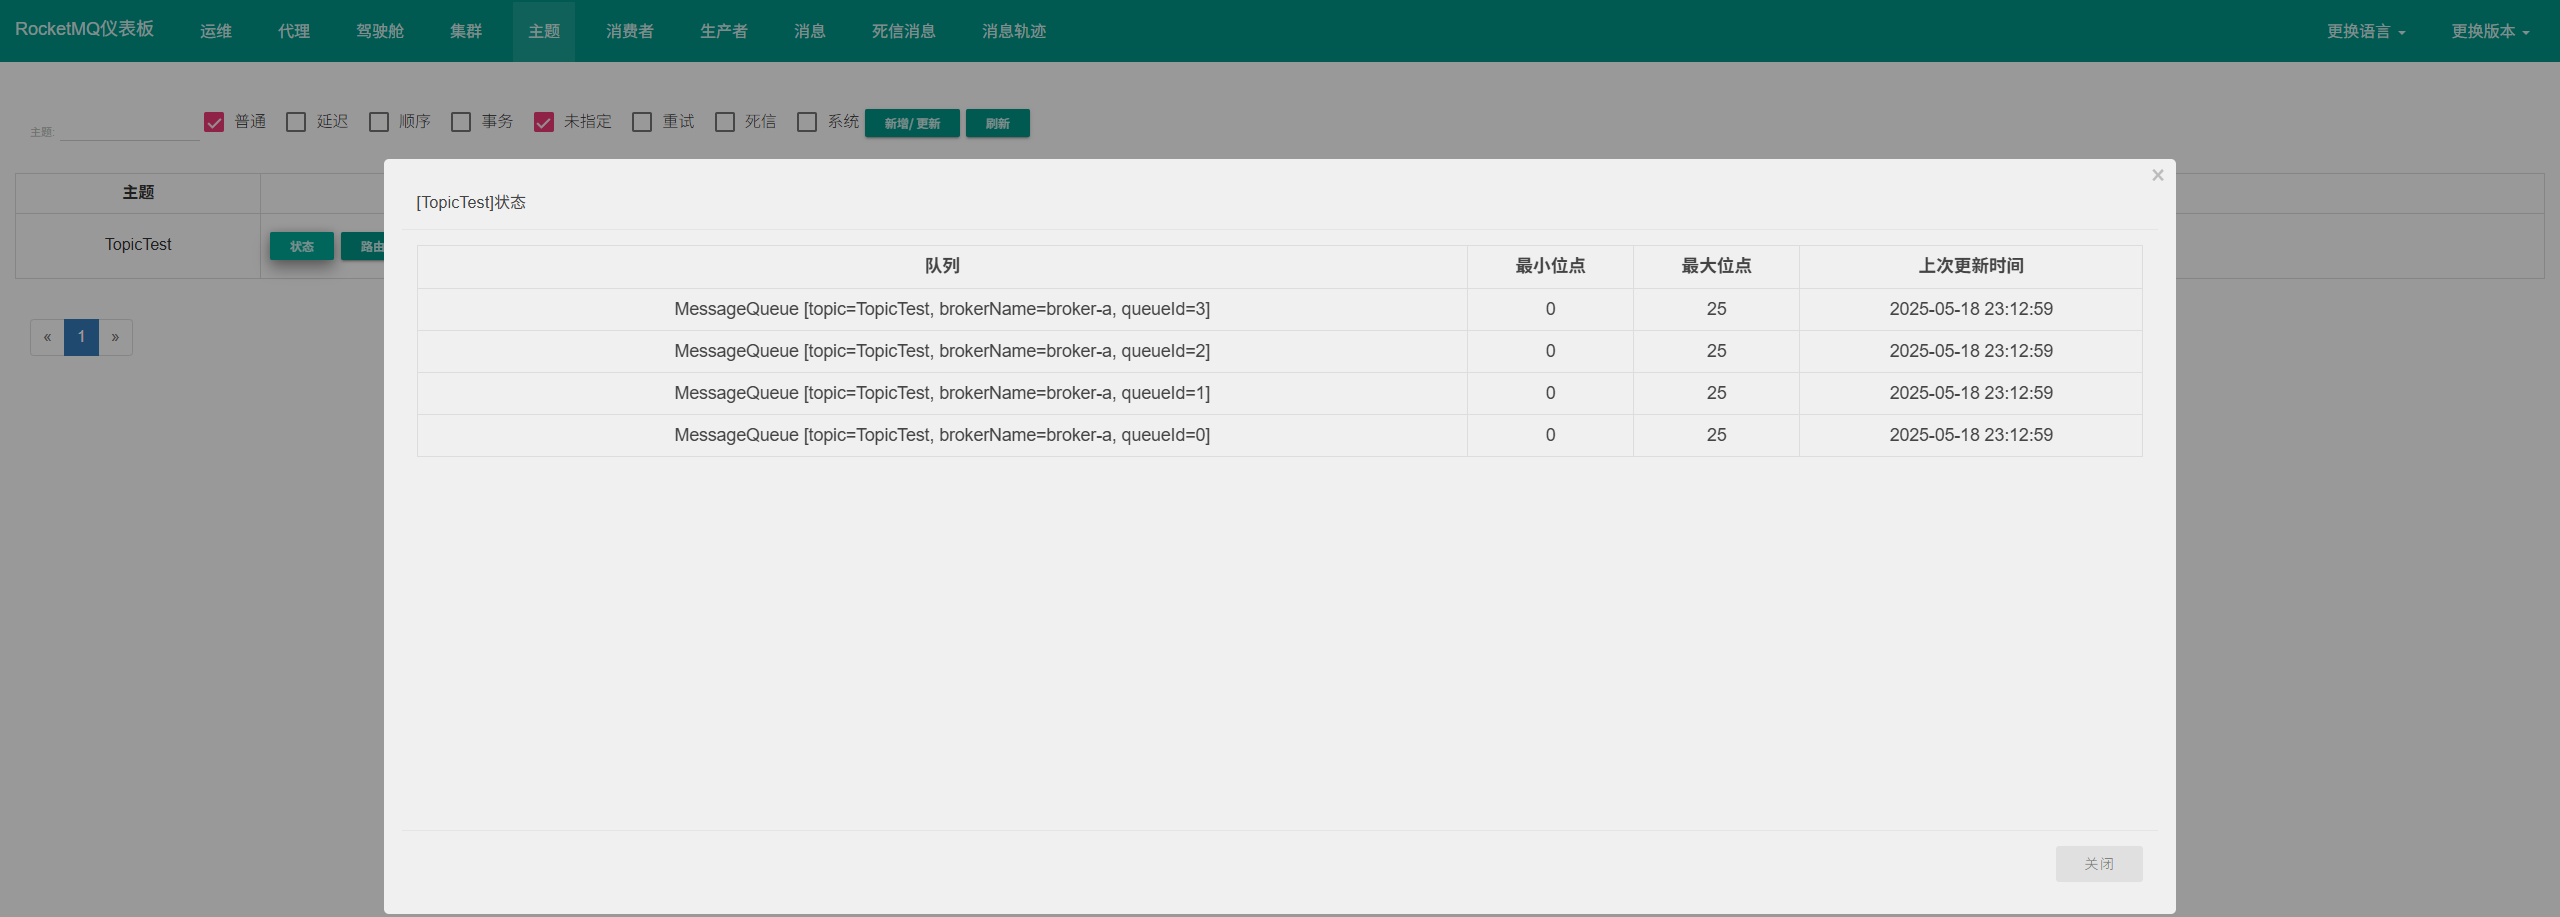 RocketMQ仪表板 运维 代理 驾驶舱 集群 主题 消费者 生产者 消息 死信消息 消息轨迹 更换语言 更换版本
主题: 普通 延迟 顺序 事务 未指定 重试 死信 系统 新增/ 更新 刷新
主题
TopicTest 状态 路由
« 1 »
×
[TopicTest]状态
队列 最小位点 最大位点 上次更新时间
MessageQueue [topic=TopicTest, brokerName=broker-a, queueId=3] 0 25 2025-05-18 23:12:59
MessageQueue [topic=TopicTest, brokerName=broker-a, queueId=2] 0 25 2025-05-18 23:12:59
MessageQueue [topic=TopicTest, brokerName=broker-a, queueId=1] 0 25 2025-05-18 23:12:59
MessageQueue [topic=TopicTest, brokerName=broker-a, queueId=0] 0 25 2025-05-18 23:12:59
关闭